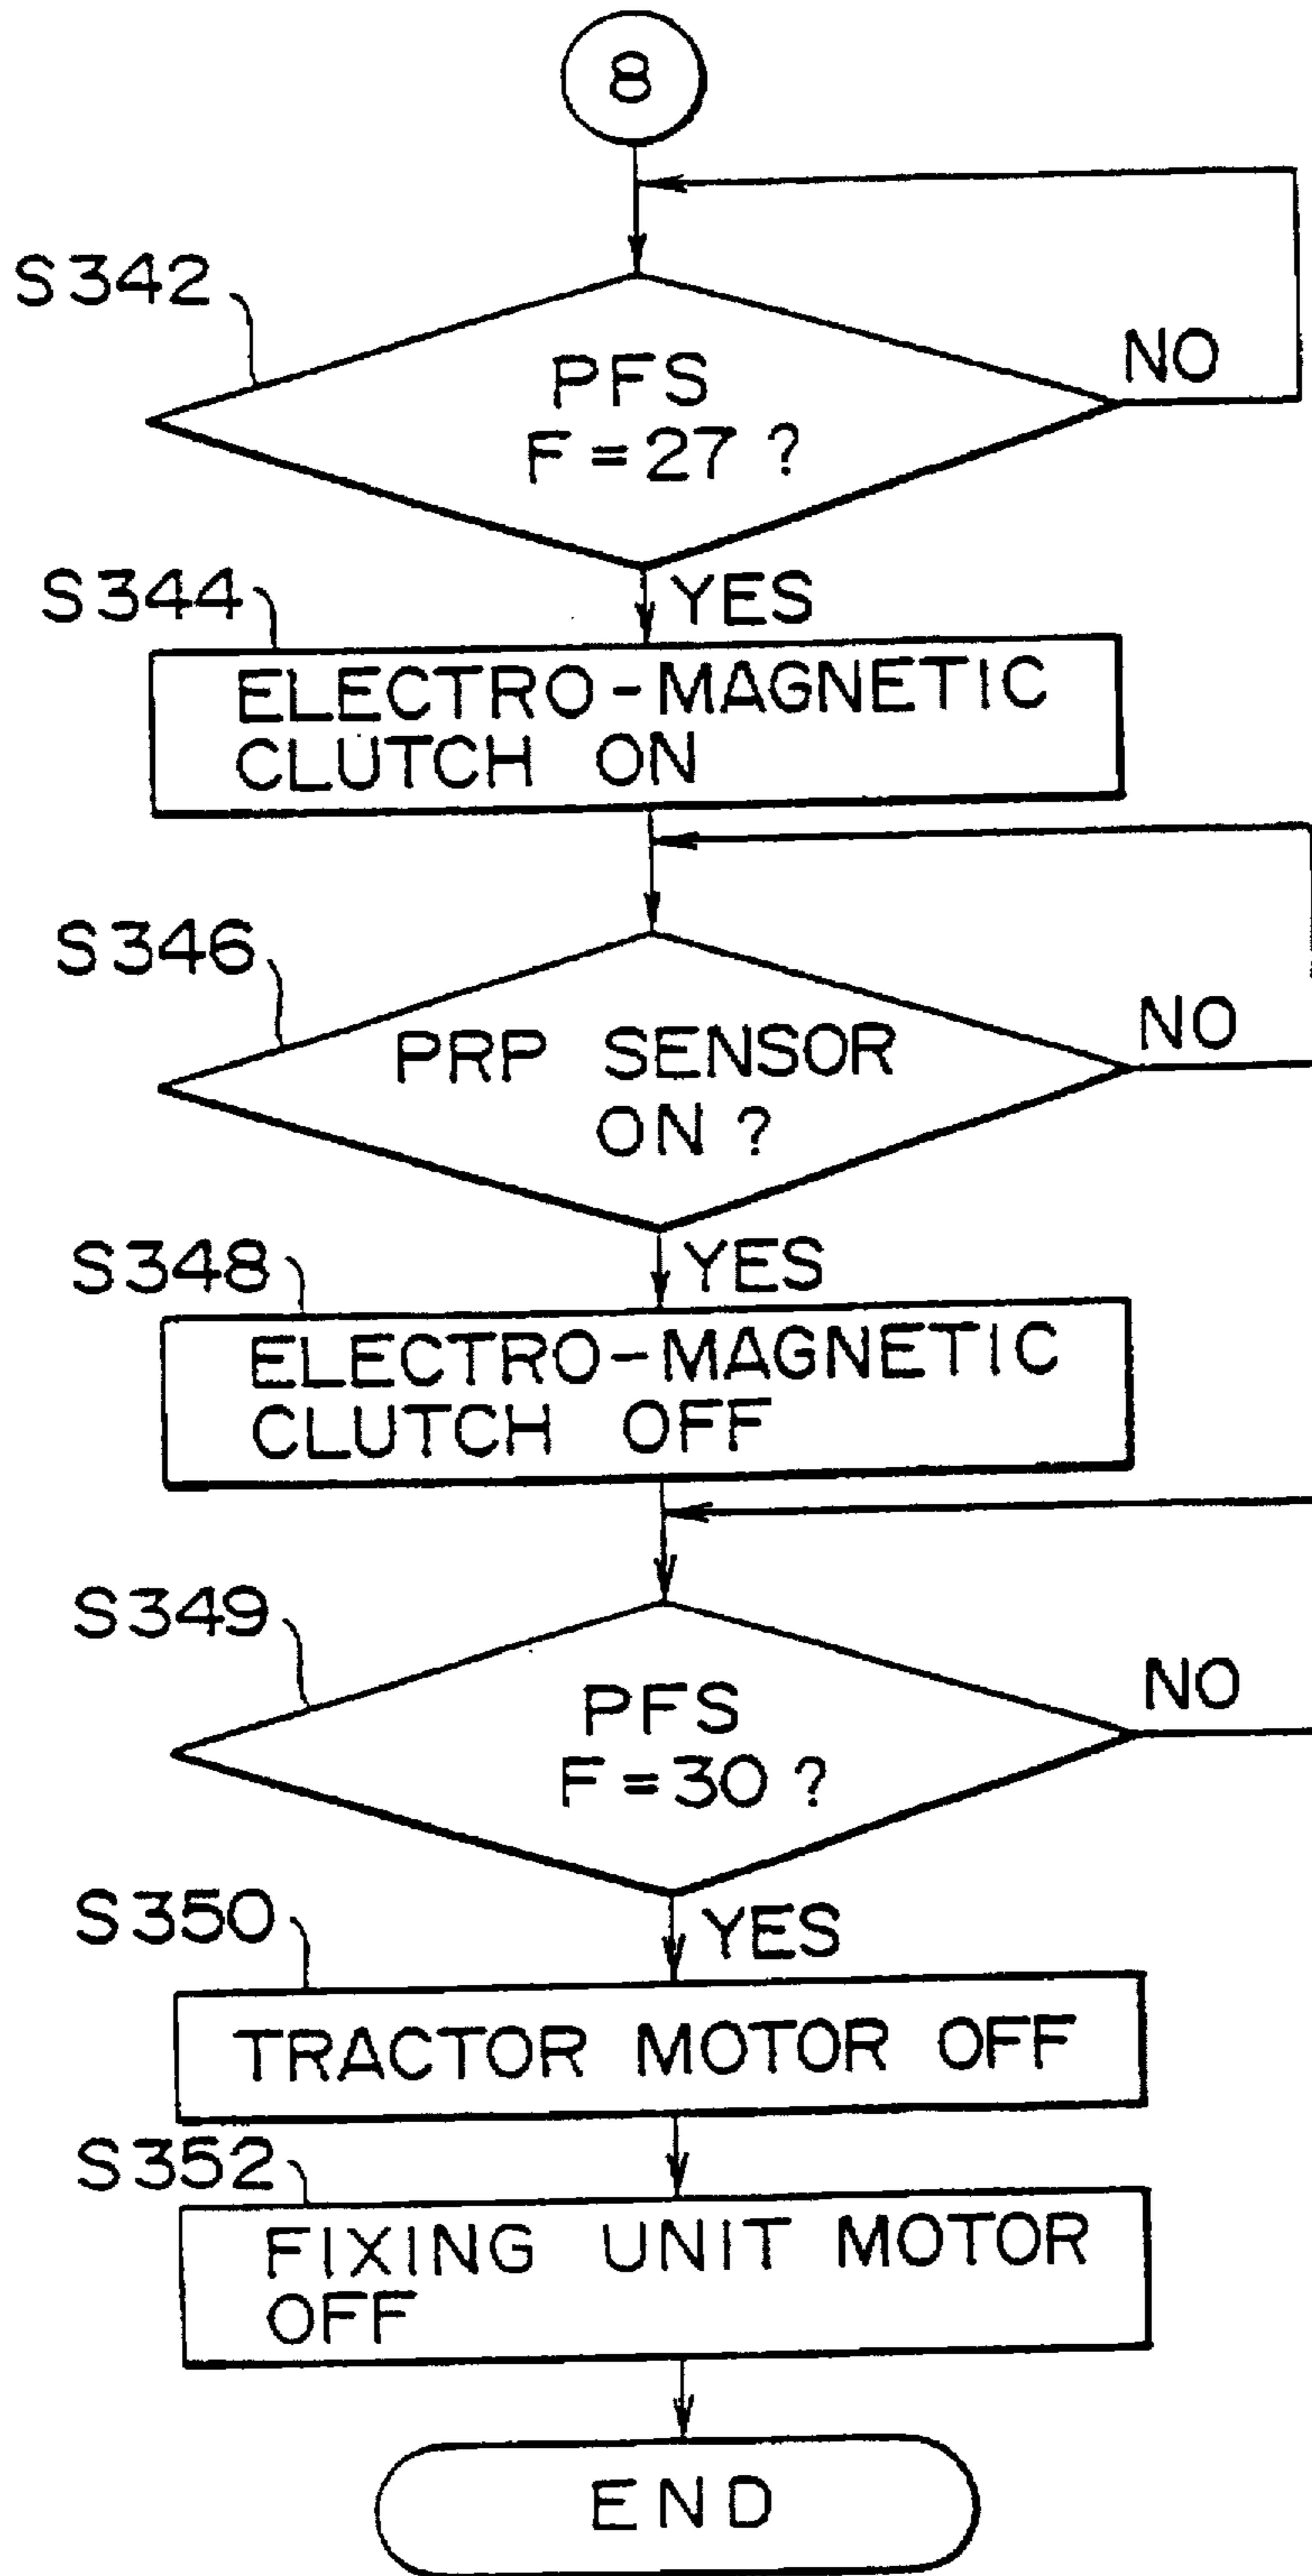 8
S342
PFS
F=27?
NO
YES
S344
ELECTRO-MAGNETIC
CLUTCH ON
S346
PRP SENSOR
ON?
NO
YES
S348
ELECTRO-MAGNETIC
CLUTCH OFF
S349
PFS
F=30?
NO
YES
S350
TRACTOR MOTOR OFF
S352
FIXING UNIT MOTOR
OFF
END